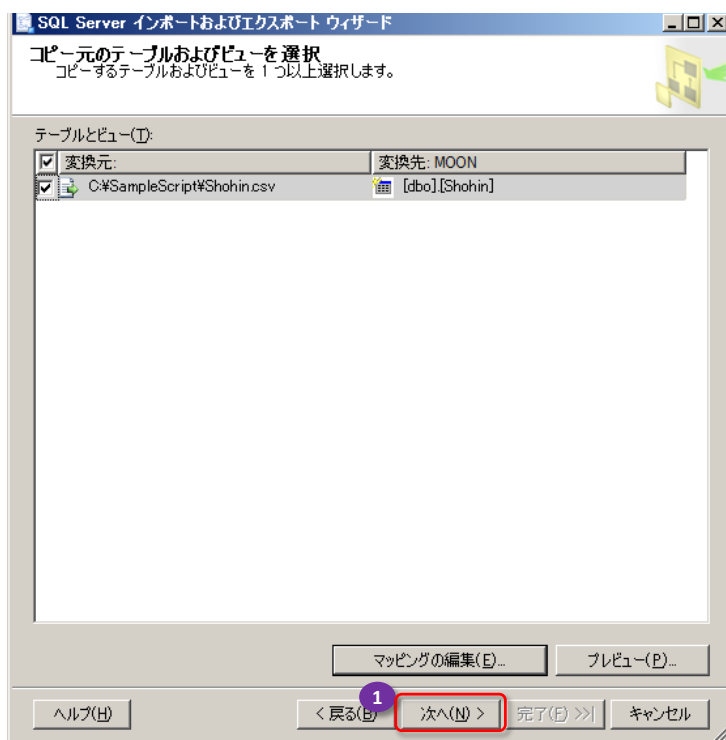 SQL Server インポートおよびエクスポート ウィザード
コピー元のテーブルおよびビューを選択
コピーするテーブルおよびビューを 1 つ以上選択します。
テーブルとビュー(T):
変換元: 変換先: MOON
C:¥SampleScript¥Shohin.csv [dbo].[Shohin]
マッピングの編集(E)... プレビュー(P)...
1
ヘルプ(H) < 戻る(B) 次へ(N) > 完了(F) >>| キャンセル